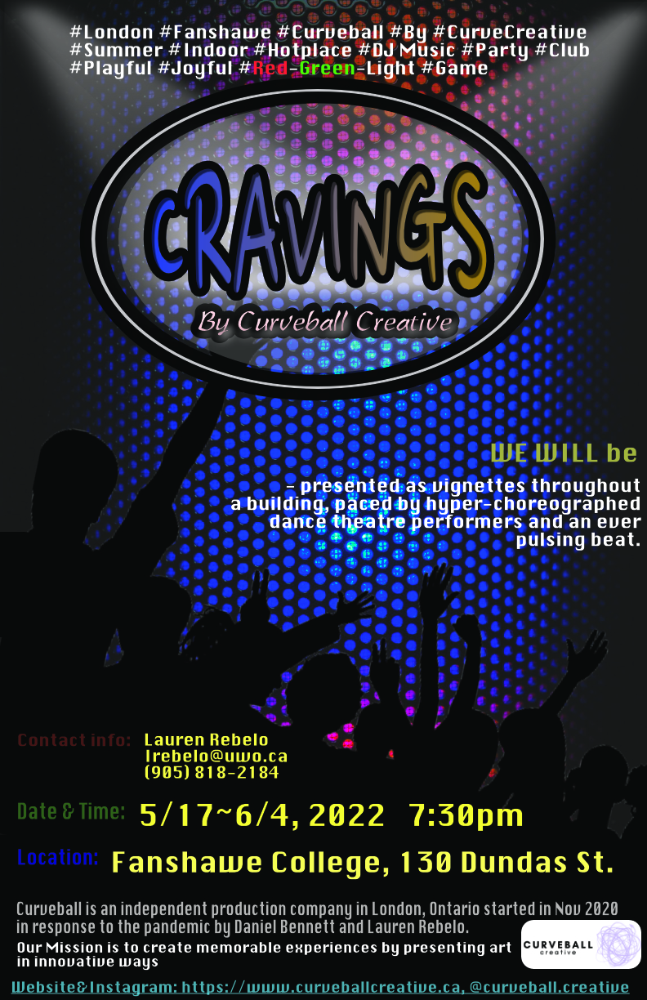 #London #Fanshawe #Curveball #By #CurveCreative
#Summer #Indoor #Hotplace #DJ Music #Party #Club
#Playful #Joyful #Red-Green-Light #Game
CRAVINGS
By Curveball Creative
WE WILL be
- presented as vignettes throughout
a building, paced by hyper-choreographed
dance theatre performers and an ever
pulsing beat.
Contact info: Lauren Rebelo
lrebelo@uwo.ca
(905) 818-2184
Date & Time: 5/17~6/4, 2022 7:30pm
Location: Fanshawe College, 130 Dundas St.
Curveball is an independent production company in London, Ontario started in Nov 2020
in response to the pandemic by Daniel Bennett and Lauren Rebelo.
Our Mission is to create memorable experiences by presenting art
in innovative ways
CURVEBALL
creative
Website&Instagram: https://www.curveballcreative.ca, @curveball.creative